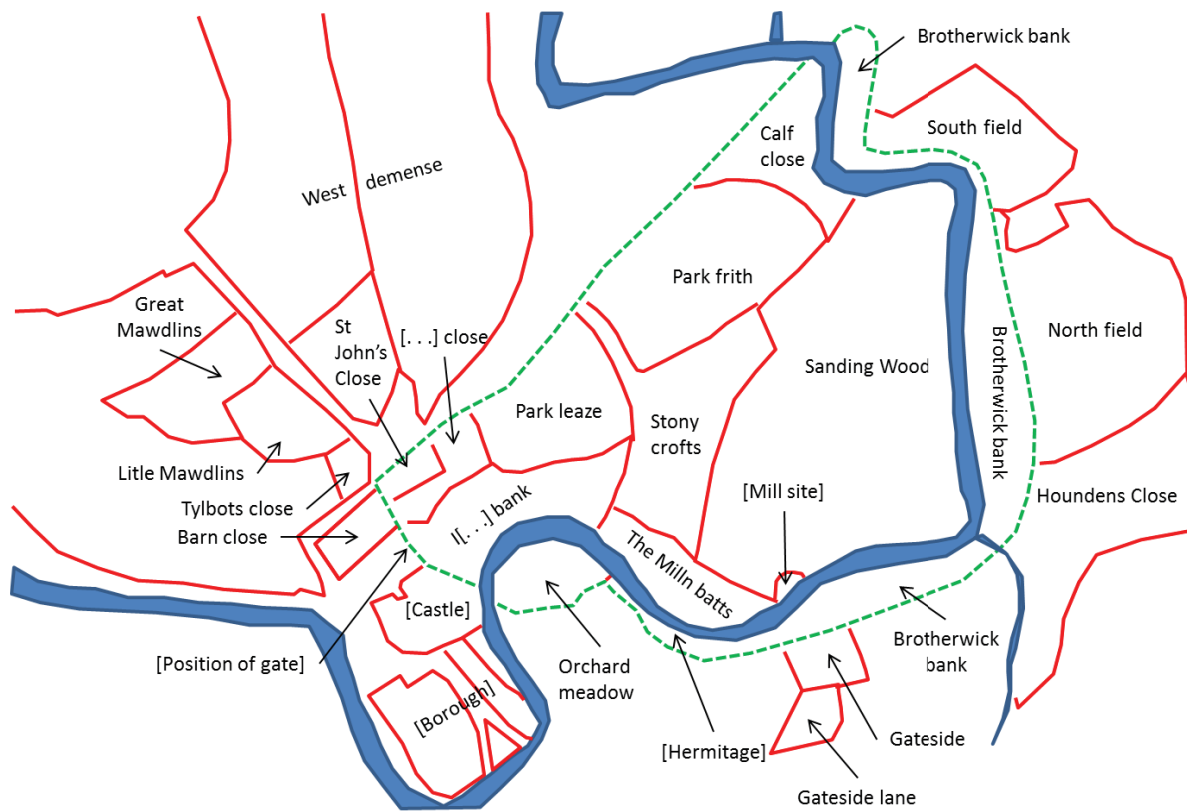 Brotherwick bank
South field
Calf
close
West demense
Park frith
Great
Mawdlins
St
John's
Close
[. . .] close
North field
Sanding Wood
Brotherwick bank
Park leaze
Stony
crofts
Litle Mawdlins
Tylbots close
Barn close
[Mill site]
Houndens Close
I[. . .] bank
The Milln batts
[Castle]
[Position of gate]
Orchard
meadow
Brotherwick
bank
[Borough]
[Hermitage]
Gateside
Gateside lane